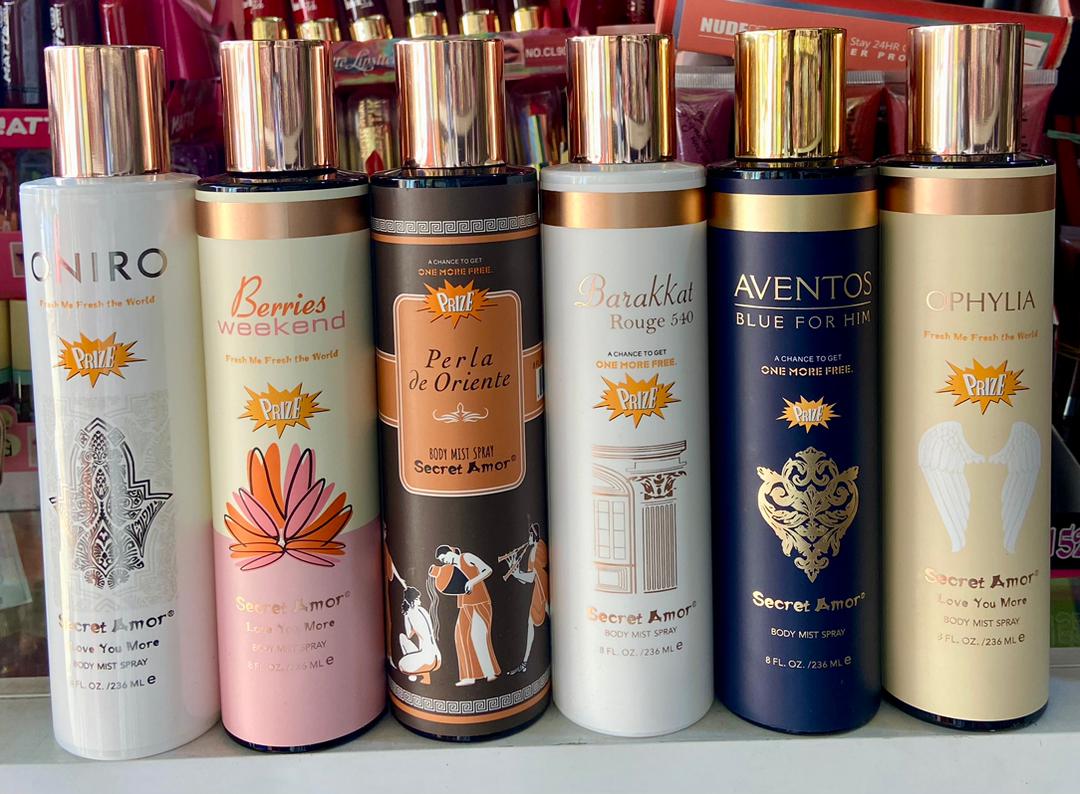 NUDE
Stay 24HR
ER PRO
NO.CL90
MATTE
ONIRO
Fresh Me Fresh the World
PRIZE
Secret Amor®
Love You More
BODY MIST SPRAY
8 FL. OZ. /236 ML e
Berries
weekend
Fresh Me Fresh the World
PRIZE
Secret Amor®
Love You More
BODY MIST SPRAY
8 FL. OZ. /236 ML e
A CHANCE TO GET
ONE MORE FREE.
PRIZE
Perla
de Oriente
BODY MIST SPRAY
Secret Amor®
Barakkat
Rouge 540
A CHANCE TO GET
ONE MORE FREE.
PRIZE
Secret Amor®
BODY MIST SPRAY
8 FL. OZ. /236 ML e
AVENTOS
BLUE FOR HIM
A CHANCE TO GET
ONE MORE FREE.
PRIZE
Secret Amor®
BODY MIST SPRAY
8 FL. OZ. /236 ML e
OPHYLIA
Fresh Me Fresh the World
PRIZE
Secret Amor®
Love You More
BODY MIST SPRAY
8 FL. OZ. /236 ML e
152